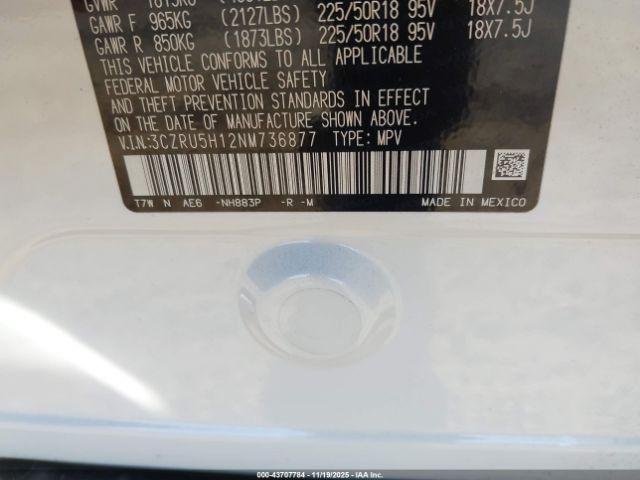 GVWR 1815KG
GAWR F 965KG (2127LBS) 225/50R18 95V 18X7.5J
GAWR R 850KG (1873LBS) 225/50R18 95V 18X7.5J
THIS VEHICLE CONFORMS TO ALL APPLICABLE
FEDERAL MOTOR VEHICLE SAFETY
AND THEFT PREVENTION STANDARDS IN EFFECT
ON THE DATE OF MANUFACTURE SHOWN ABOVE.
V.I.N.:3CZRU5H12NM736877 TYPE: MPV
T7W N AE6 -NH883P -R -M MADE IN MEXICO
© 000-43707784 | 11/19/2025 — IAA Inc.